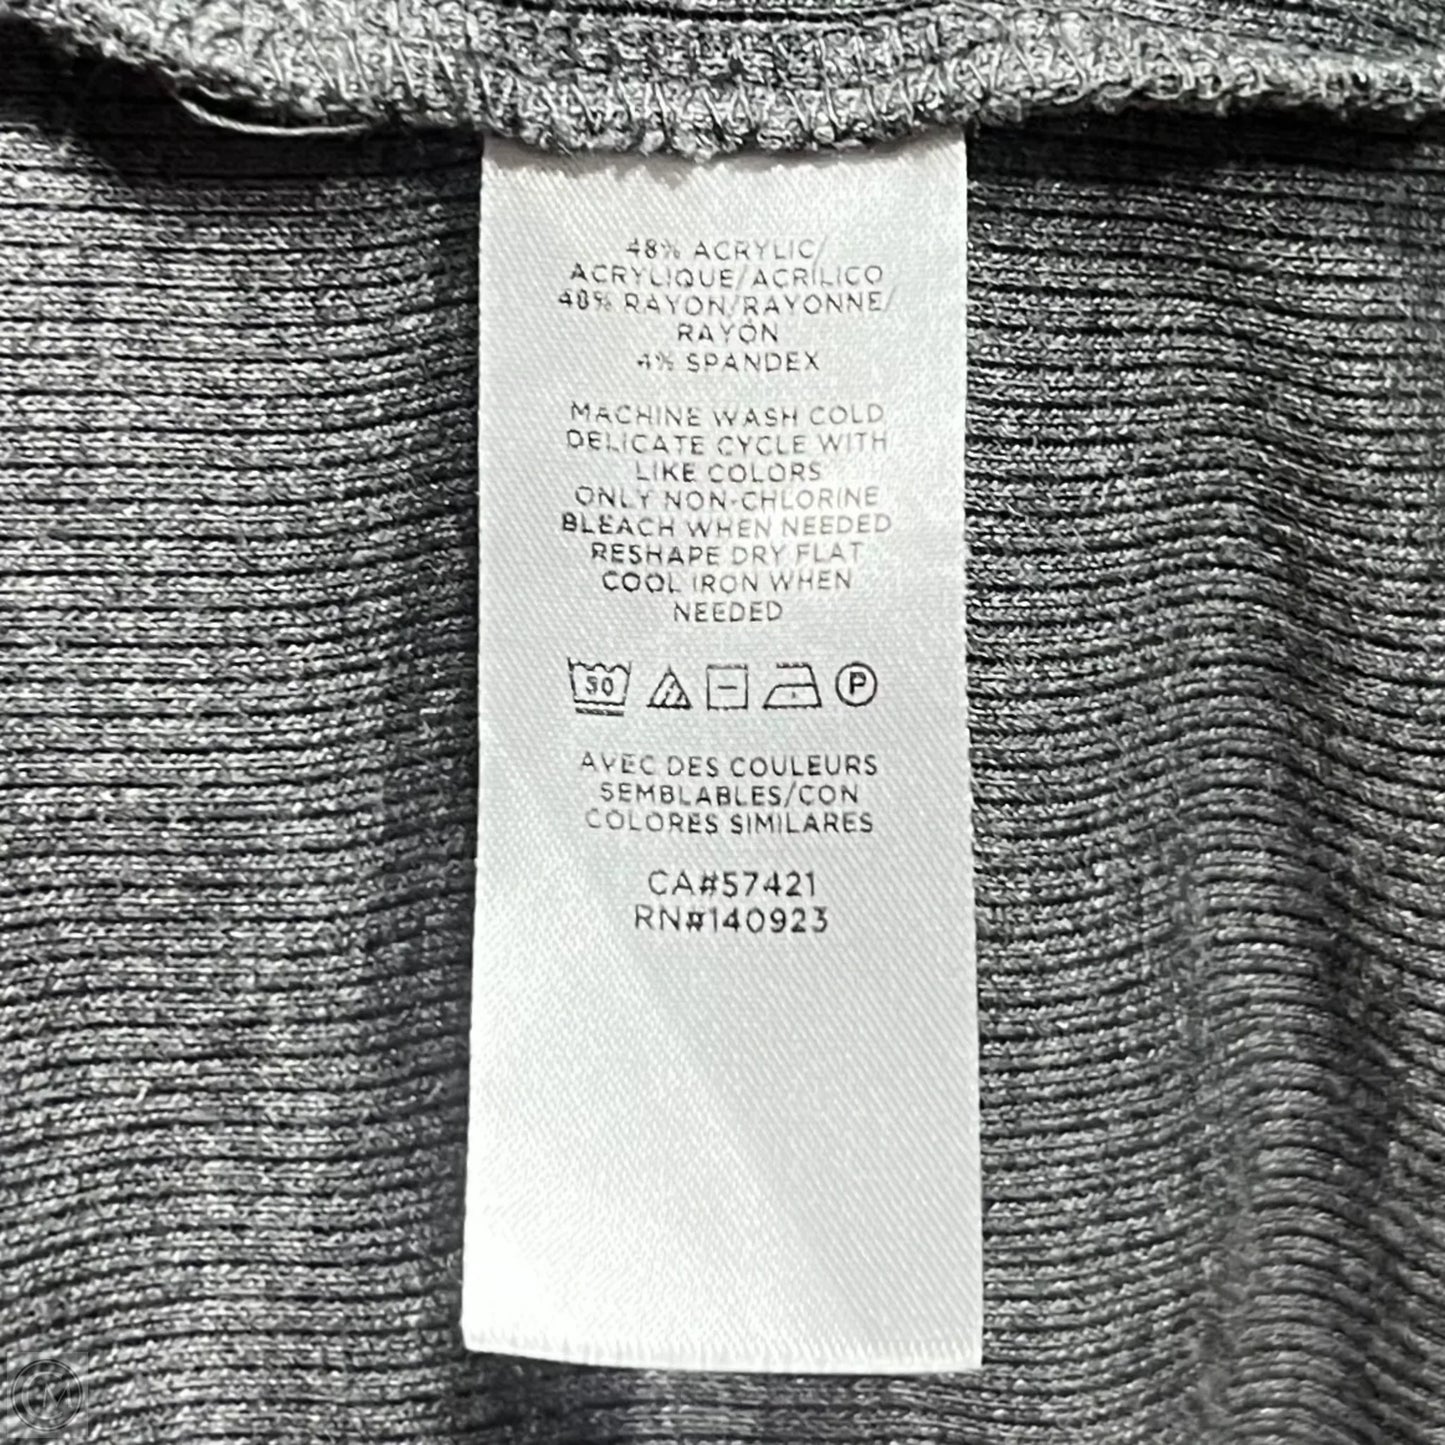 48% ACRYLIC/
ACRYLIQUE/ACRÍLICO
48% RAYON/RAYONNE/
RAYÓN
4% SPANDEX
MACHINE WASH COLD
DELICATE CYCLE WITH
LIKE COLORS
ONLY NON-CHLORINE
BLEACH WHEN NEEDED
RESHAPE DRY FLAT
COOL IRON WHEN
NEEDED
30 P
AVEC DES COULEURS
SEMBLABLES/CON
COLORES SIMILARES
CA#57421
RN#140923
M